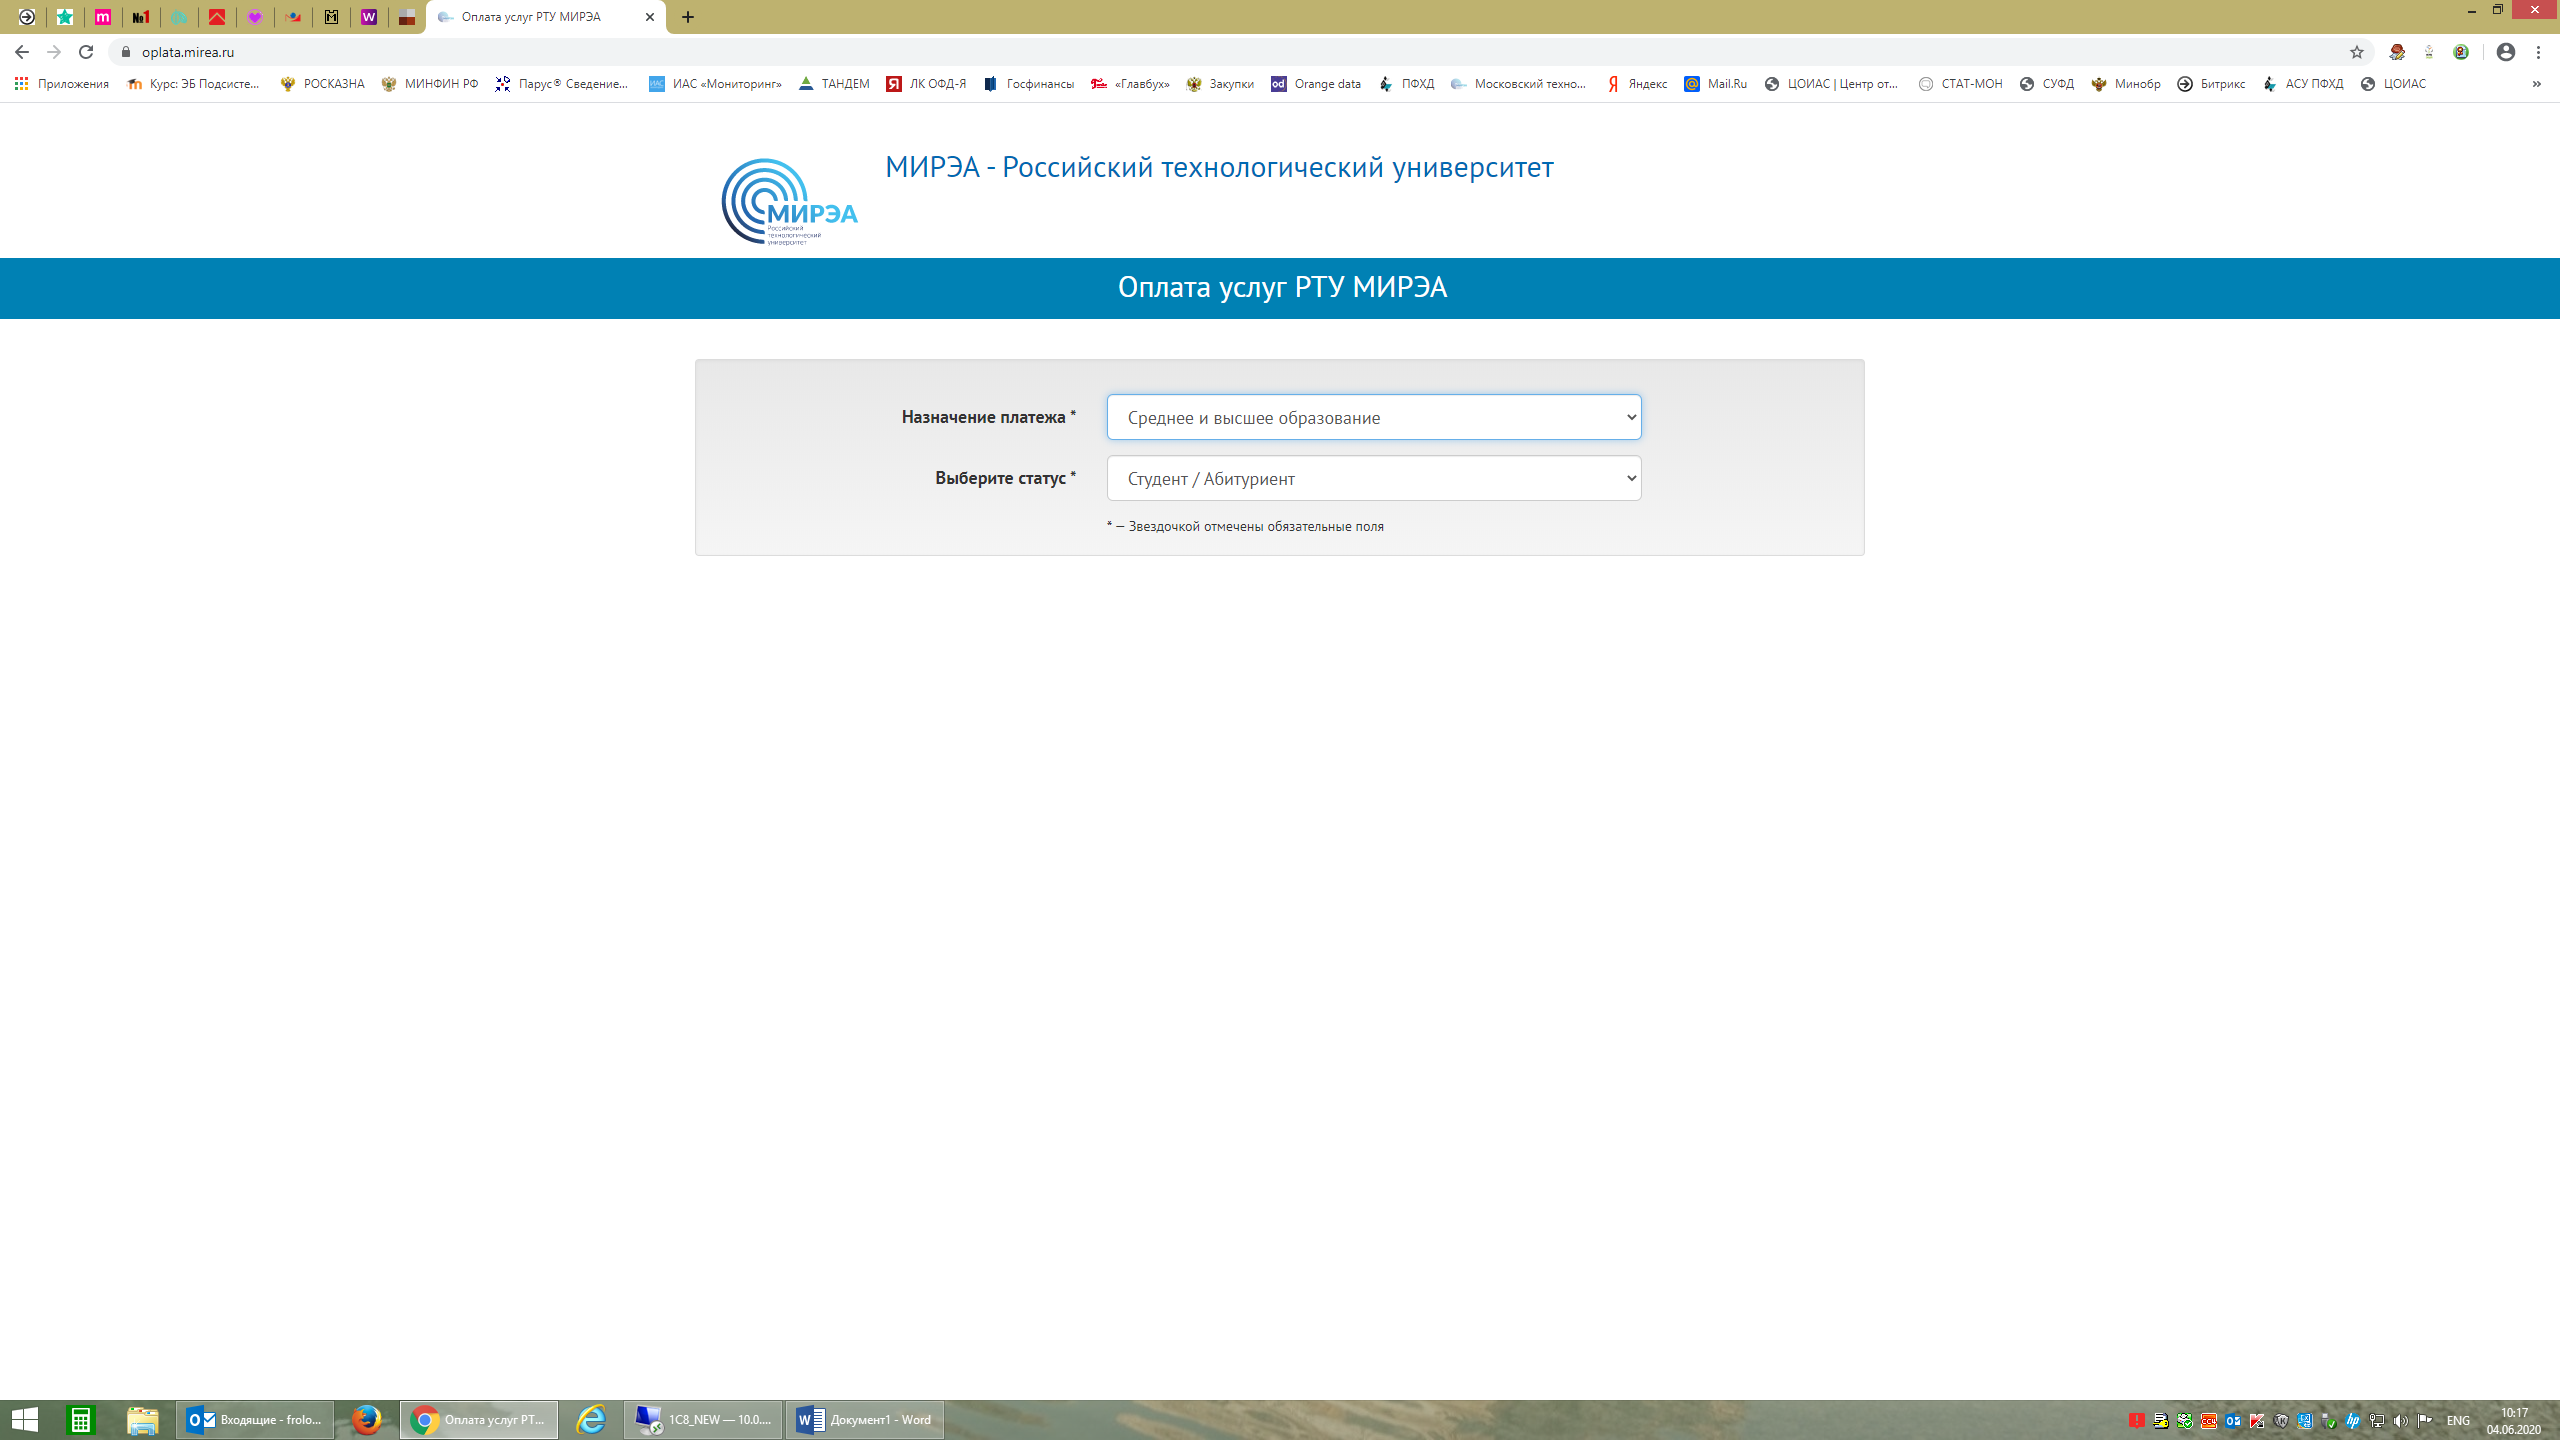 Оплата услуг РТУ МИРЭА
oplata.mirea.ru
Приложения Курс: ЭБ Подсисте... РОСКАЗНА МИНФИН РФ Парус® Сведение... ИАС «Мониторинг» ТАНДЕМ ЛК ОФД-Я Госфинансы «Главбух» Закупки Orange data ПФХД Московский техно... Яндекс Mail.Ru ЦОИАС | Центр от... СТАТ-МОН СУФД Минобр Битрикс АСУ ПФХД ЦОИАС »
МИРЭА - Российский технологический университет
МИРЭА
Российский
технологический
университет
Оплата услуг РТУ МИРЭА
Назначение платежа * Среднее и высшее образование
Выберите статус * Студент / Абитуриент
* — Звездочкой отмечены обязательные поля
Входящие - frolo... Оплата услуг РТ... 1C8_NEW — 10.0.... Документ1 - Word ENG 10:17
04.06.2020